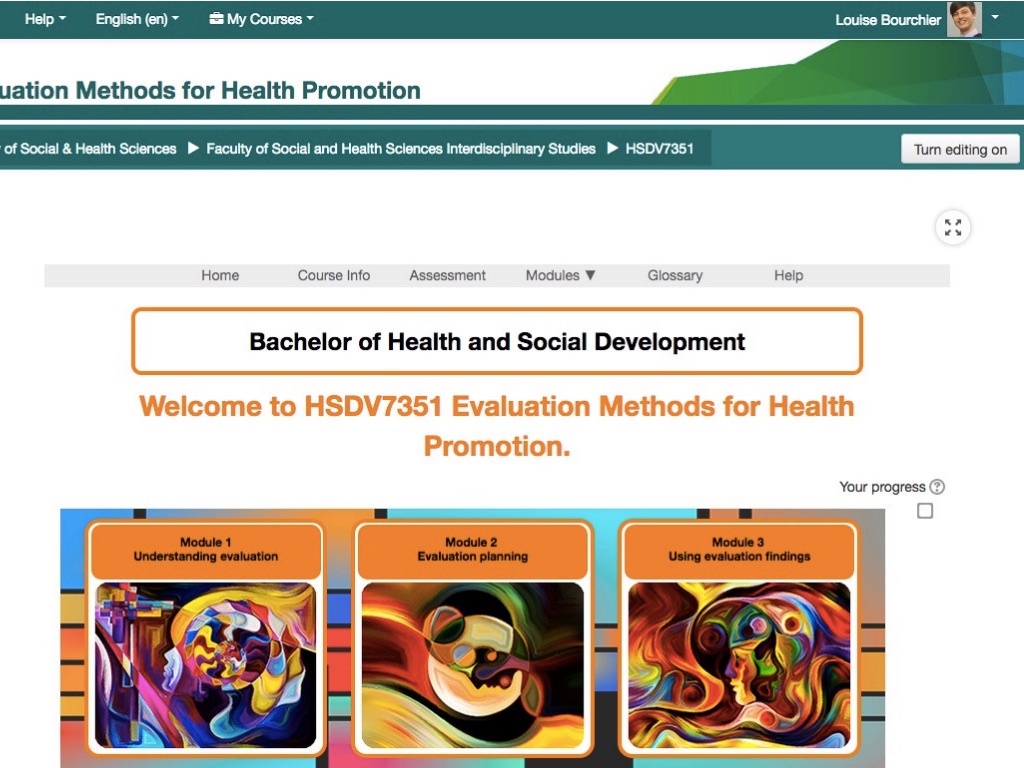 Help English (en) My Courses Louise Bourchier
uation Methods for Health Promotion
of Social & Health Sciences ▶ Faculty of Social and Health Sciences Interdisciplinary Studies ▶ HSDV7351 Turn editing on
Home Course Info Assessment Modules ▼ Glossary Help
Bachelor of Health and Social Development
Welcome to HSDV7351 Evaluation Methods for Health
Promotion.
Your progress
Module 1
Understanding evaluation
Module 2
Evaluation planning
Module 3
Using evaluation findings